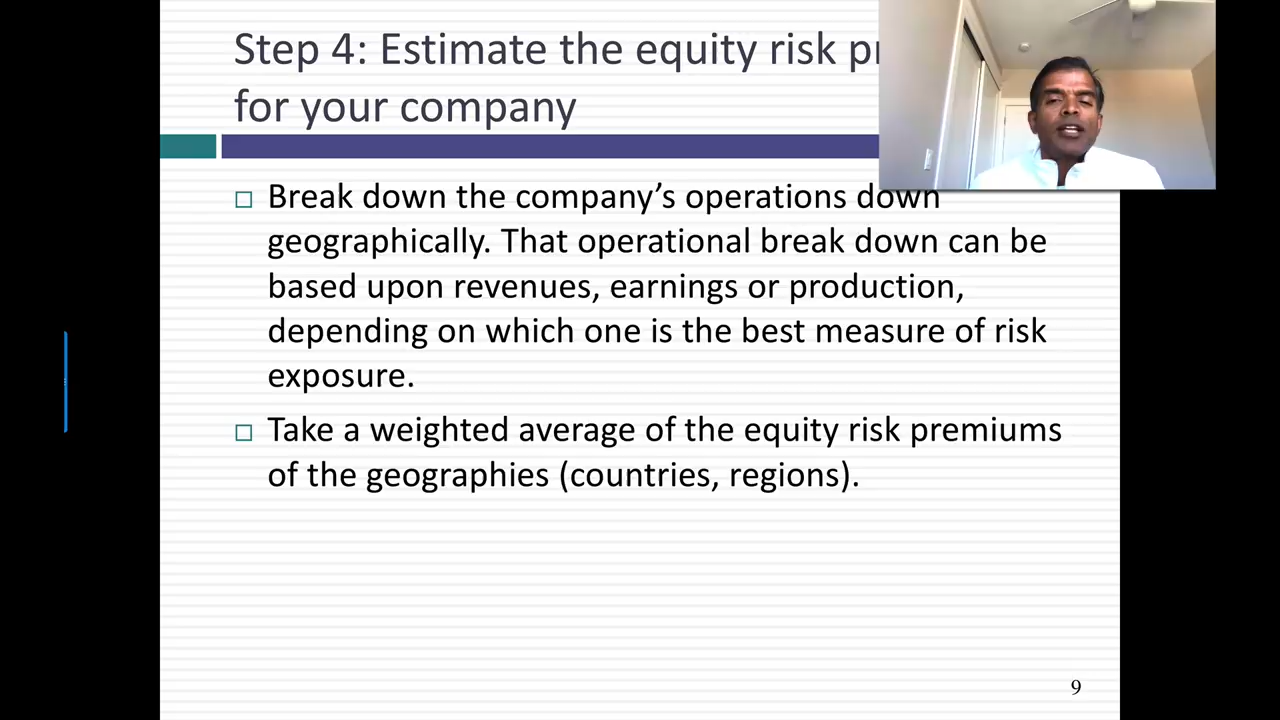 Step 4: Estimate the equity risk
for your company
Break down the company’s operations down
geographically. That operational break down can be
based upon revenues, earnings or production,
depending on which one is the best measure of risk
exposure.
Take a weighted average of the equity risk premiums
of the geographies (countries, regions).
9